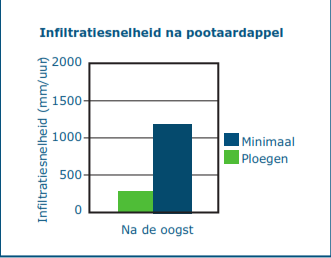 Infiltratiesnelheid na pootaardappel
Infiltratiesnelheid (mm/uur)
2000
1500
1000
500
0
Minimaal
Ploegen
Na de oogst